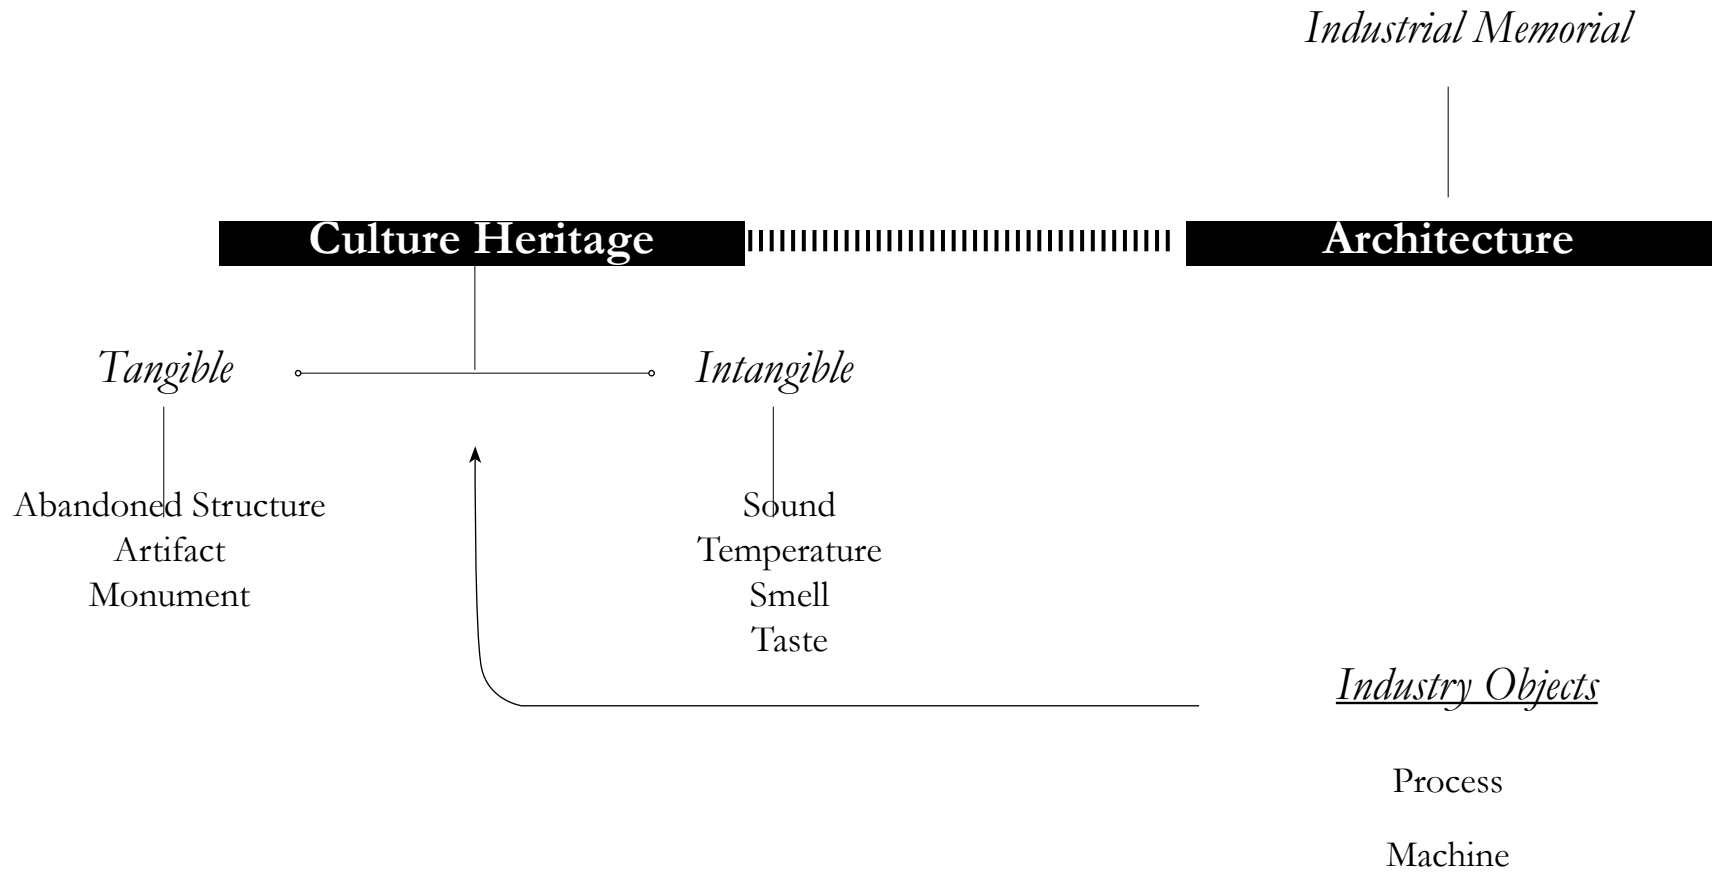 Industrial Memorial
Culture Heritage
Architecture
Tangible
Intangible
Abandoned Structure
Artifact
Monument
Sound
Temperature
Smell
Taste
Industry Objects
Process
Machine